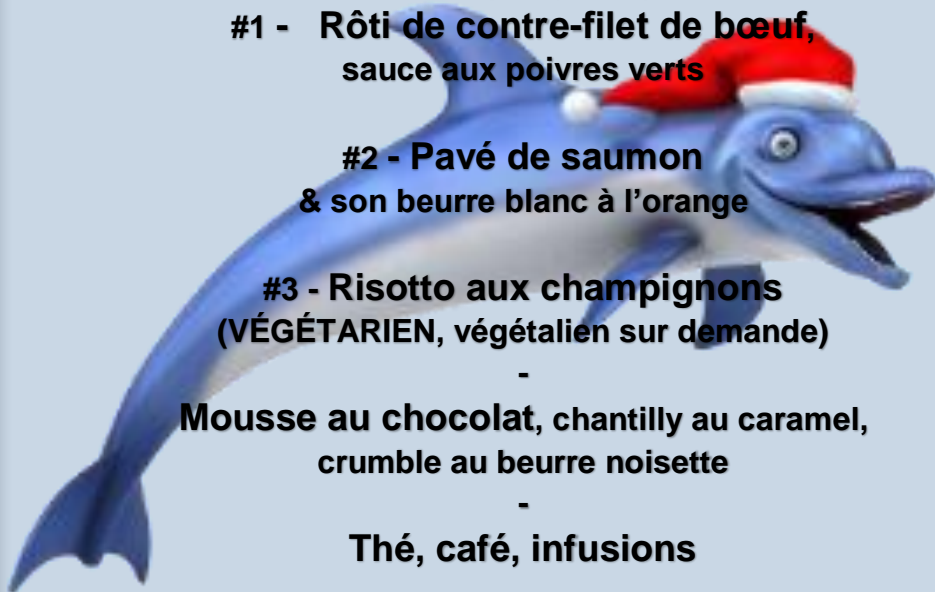 #1 - Rôti de contre-filet de bœuf,
sauce aux poivres verts
#2 - Pavé de saumon
& son beurre blanc à l’orange
#3 - Risotto aux champignons
(VÉGÉTARIEN, végétalien sur demande)
-
Mousse au chocolat, chantilly au caramel,
crumble au beurre noisette
-
Thé, café, infusions